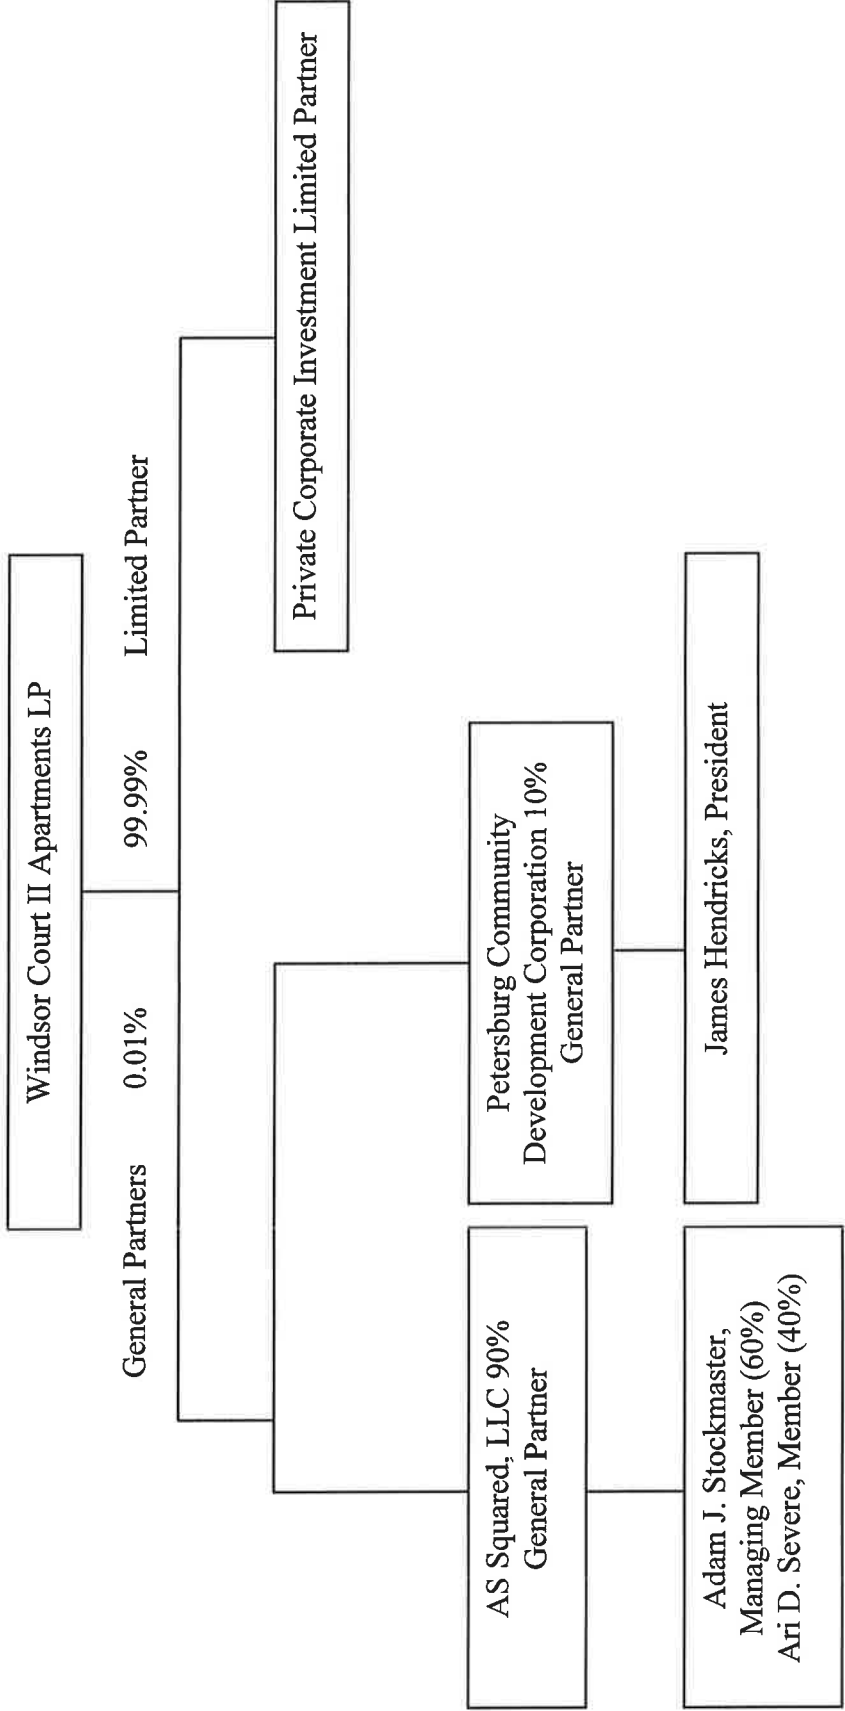 Windsor Court II Apartments LP
General Partners 0.01% 99.99% Limited Partner
Private Corporate Investment Limited Partner
AS Squared, LLC 90%
General Partner
Petersburg Community
Development Corporation 10%
General Partner
Adam J. Stockmaster,
Managing Member (60%)
Ari D. Severe, Member (40%)
James Hendricks, President